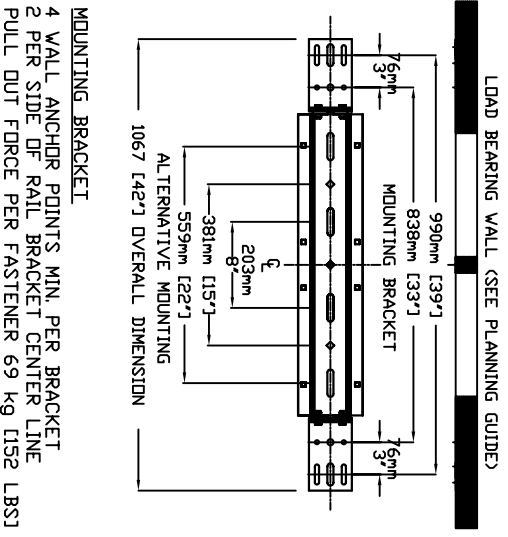 LOAD BEARING WALL (SEE PLANNING GUIDE)
76mm
3"
76mm
3"
990mm [39"]
838mm [33"]
MOUNTING BRACKET
CL
203mm
8"
381mm [15"]
559mm [22"]
ALTERNATIVE MOUNTING
1067 [42"] OVERALL DIMENSION
MOUNTING BRACKET
4 WALL ANCHOR POINTS MIN. PER BRACKET
2 PER SIDE OF RAIL BRACKET CENTER LINE
PULL OUT FORCE PER FASTENER 69 kg [152 LBS]